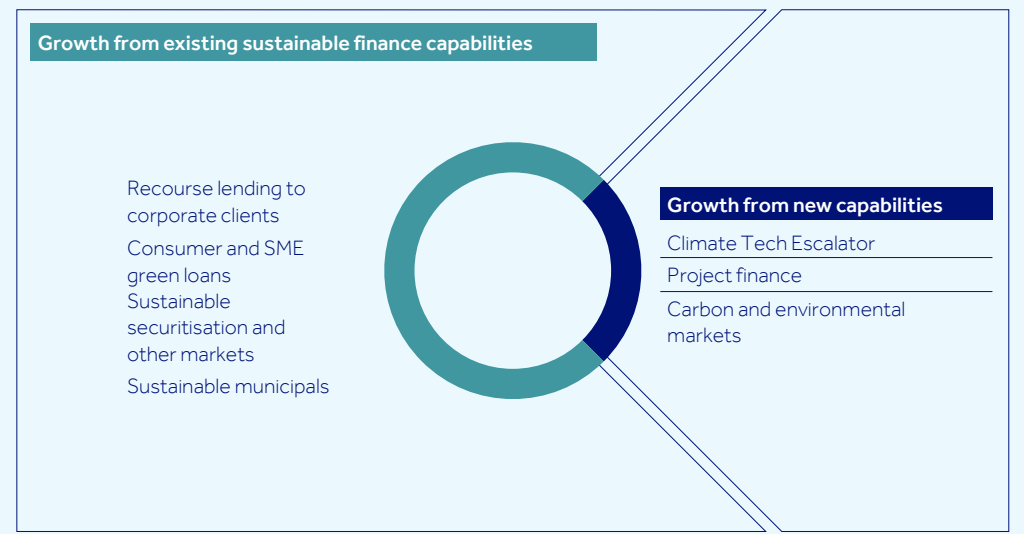 Growth from existing sustainable finance capabilities
Recourse lending to
corporate clients
Consumer and SME
green loans
Sustainable
securitisation and
other markets
Sustainable municipals
Growth from new capabilities
Climate Tech Escalator
Project finance
Carbon and environmental
markets